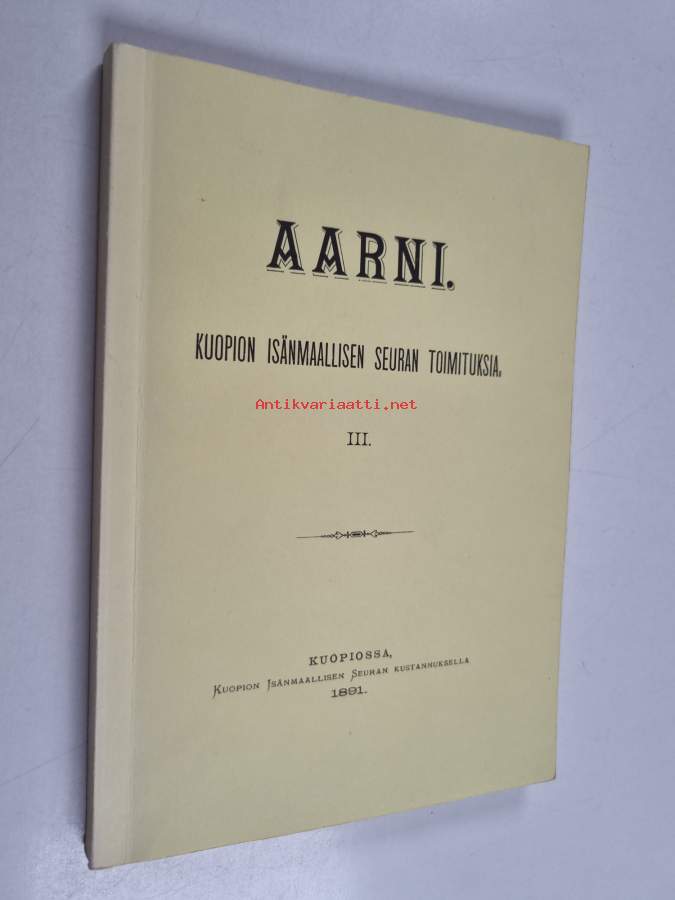 AARNI.
KUOPION ISÄNMAALLISEN SEURAN TOIMITUKSIA.
Antikvariaatti.net
III.
KUOPIOSSA,
KUOPION ISÄNMAALLISEN SEURAN KUSTANNUKSELLA
1891.